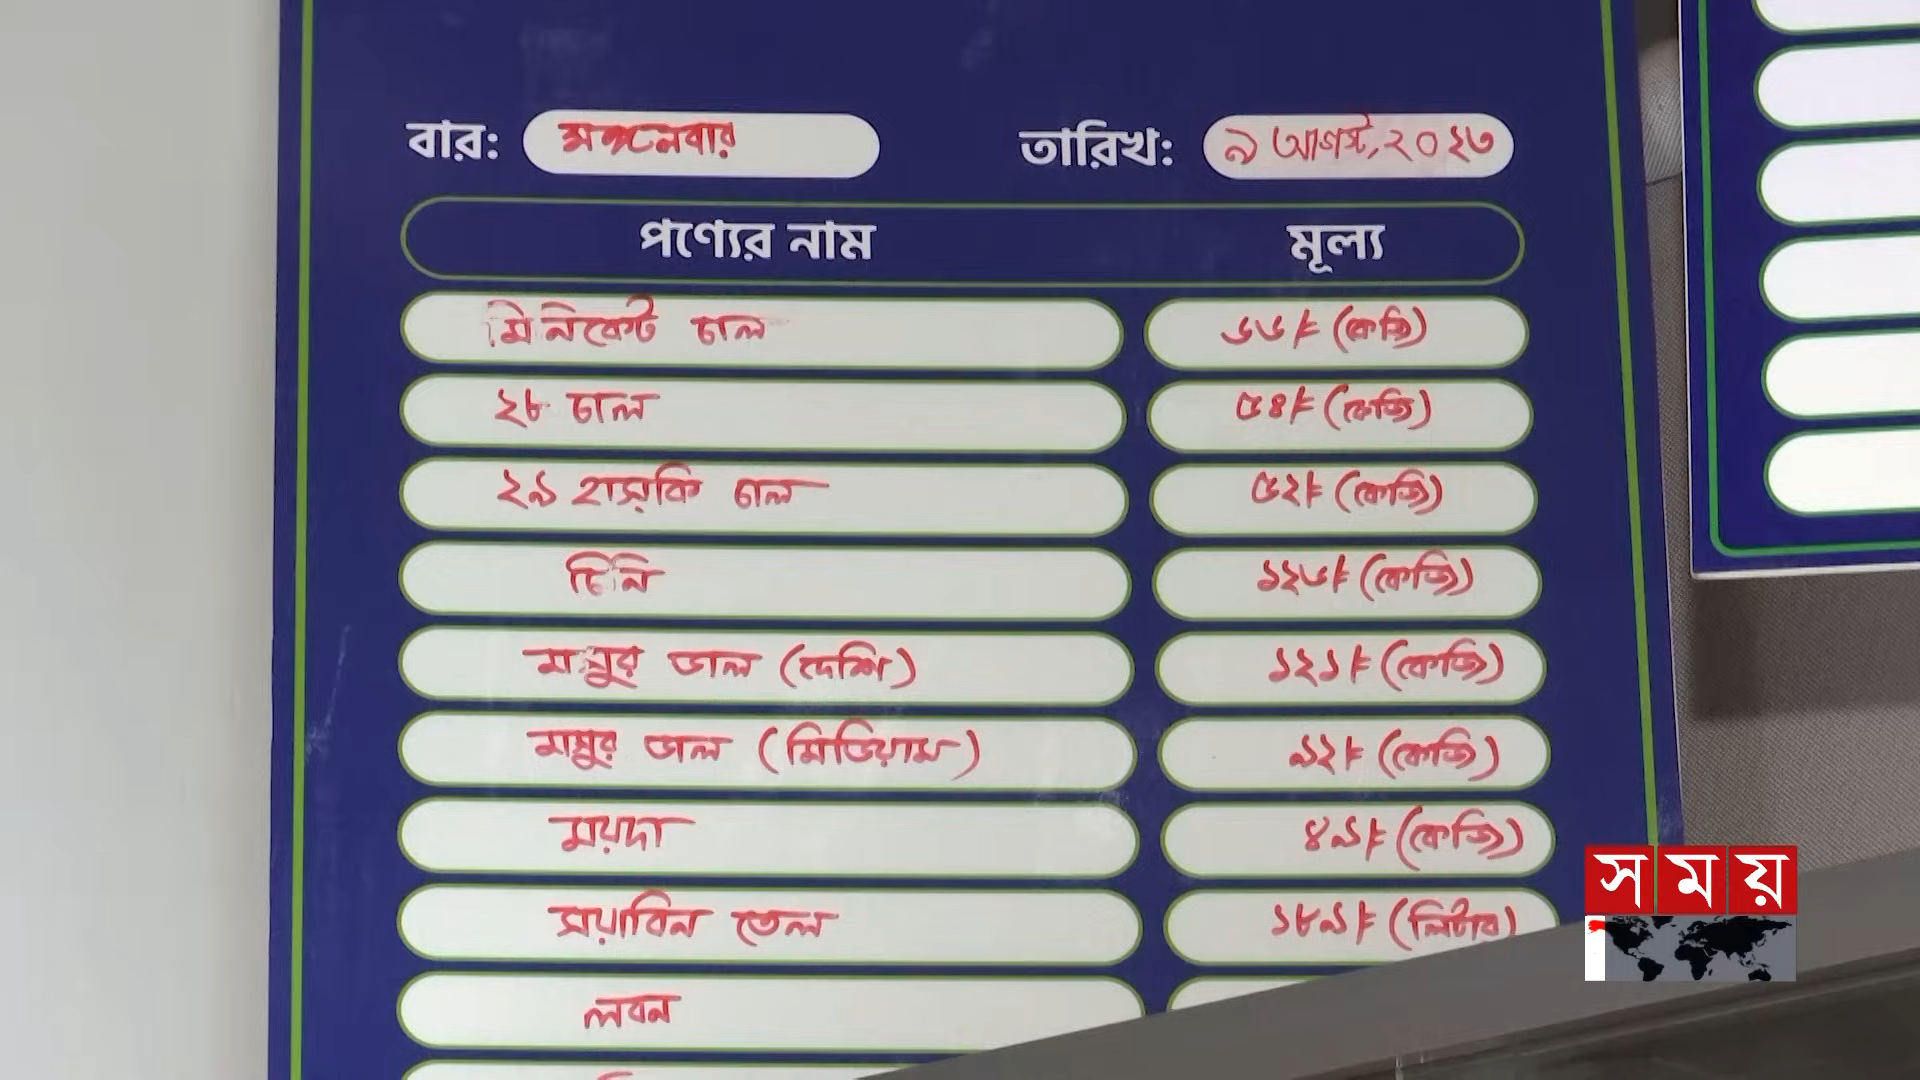 বার: মঙ্গলবার তারিখ: ৯ আগস্ট, ২০২৩
পণ্যের নাম মূল্য
মিনিকেট চাল ৬৬/= (কেজি)
২৮ চাল ৫৪/= (কেজি)
২৯ হাস্কি চাল ৫২/= (কেজি)
চিনি ১২৬/= (কেজি)
মসুর ডাল (দেশি) ১২১/= (কেজি)
মসুর ডাল (মিডিয়াম) ৯২/= (কেজি)
ময়দা ৪৯/= (কেজি)
সয়াবিন তেল ১৮৯/= (লিটার)
লবন
সময়